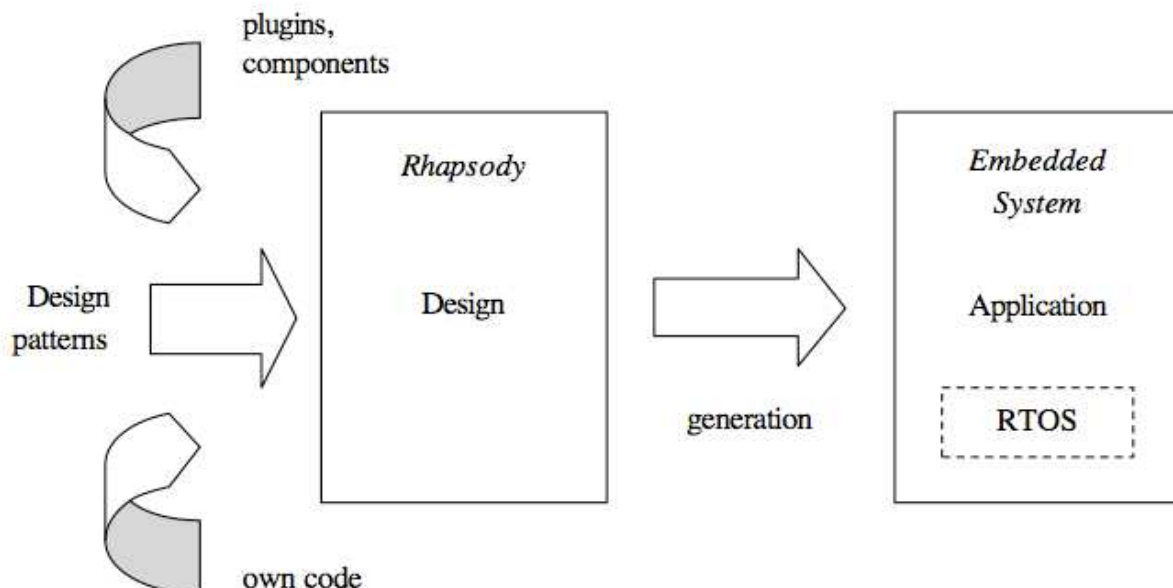 plugins,
components
Rhapsody
Embedded
System
Design
patterns
Design
Application
generation
RTOS
own code